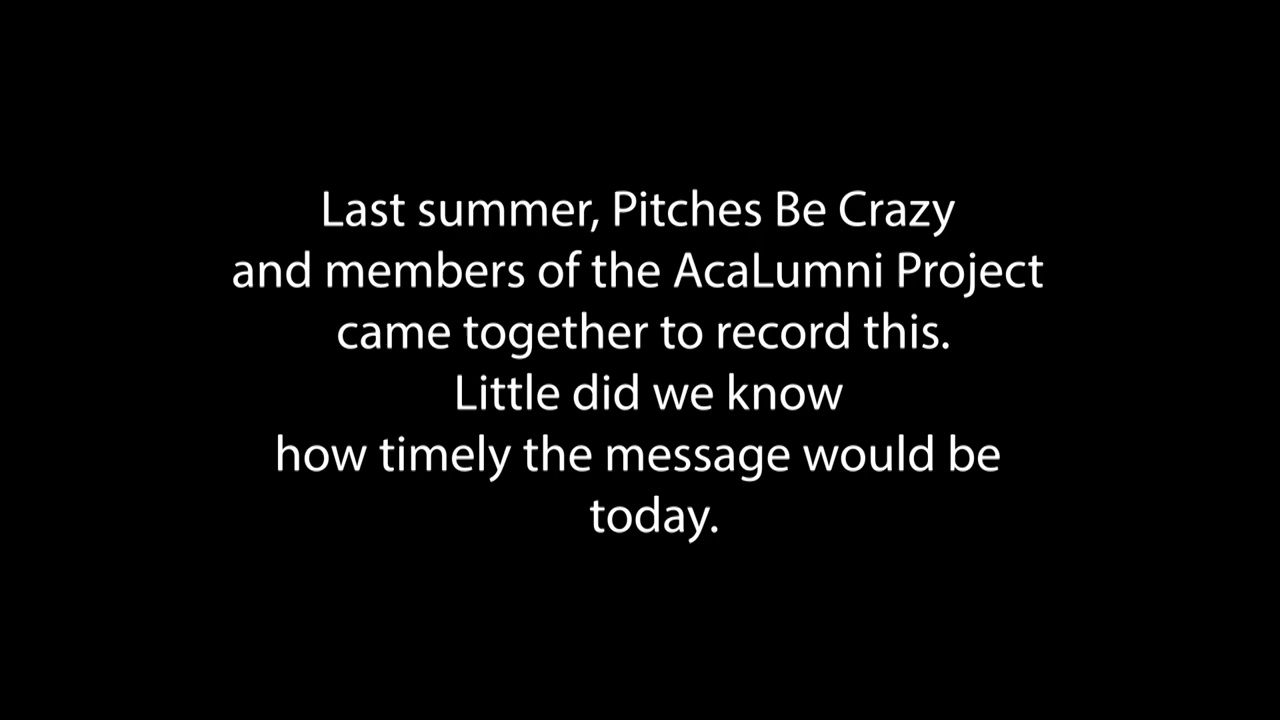 Last summer, Pitches Be Crazy
and members of the AcaLumni Project
came together to record this.
Little did we know
how timely the message would be
today.